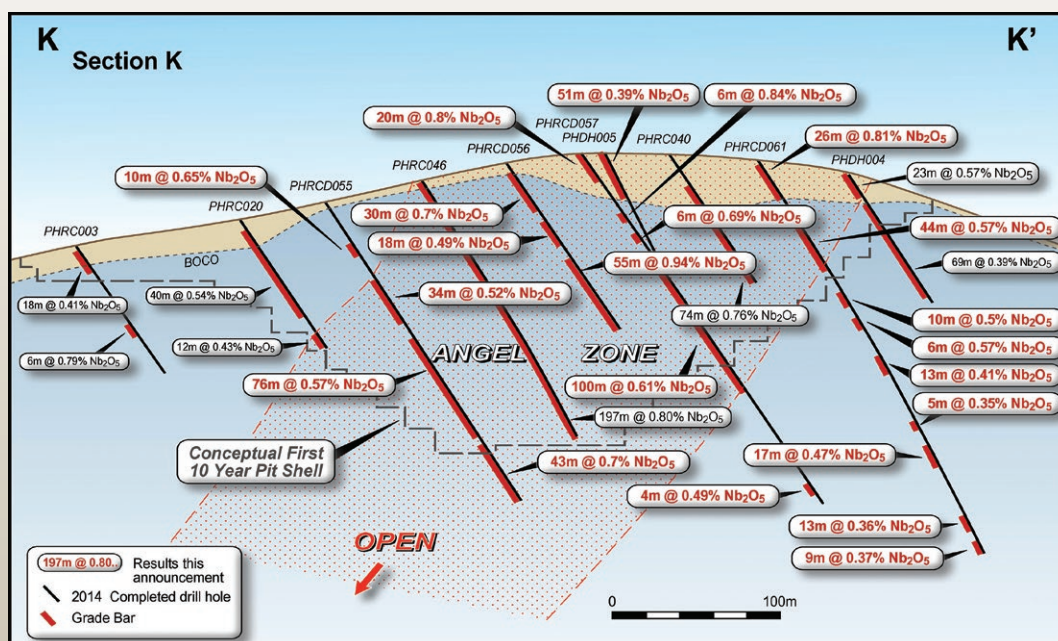 K
K'
Section K
51m @ 0.39% Nb₂O₅
6m @ 0.84% Nb₂O₅
20m @ 0.8% Nb₂O₅
PHRCD057
PHDH005
PHRC040
26m @ 0.81% Nb₂O₅
PHRCD056
PHRCD061
PHRC046
PHDH004
10m @ 0.65% Nb₂O₅
23m @ 0.57% Nb₂O₅
PHRCD055
PHRC020
30m @ 0.7% Nb₂O₅
6m @ 0.69% Nb₂O₅
44m @ 0.57% Nb₂O₅
PHRC003
18m @ 0.49% Nb₂O₅
BOCO
55m @ 0.94% Nb₂O₅
69m @ 0.39% Nb₂O₅
18m @ 0.41% Nb₂O₅
40m @ 0.54% Nb₂O₅
34m @ 0.52% Nb₂O₅
74m @ 0.76% Nb₂O₅
10m @ 0.5% Nb₂O₅
6m @ 0.79% Nb₂O₅
12m @ 0.43% Nb₂O₅
ANGEL ZONE
6m @ 0.57% Nb₂O₅
13m @ 0.41% Nb₂O₅
76m @ 0.57% Nb₂O₅
100m @ 0.61% Nb₂O₅
5m @ 0.35% Nb₂O₅
197m @ 0.80% Nb₂O₅
Conceptual First
10 Year Pit Shell
43m @ 0.7% Nb₂O₅
17m @ 0.47% Nb₂O₅
4m @ 0.49% Nb₂O₅
13m @ 0.36% Nb₂O₅
OPEN
9m @ 0.37% Nb₂O₅
197m @ 0.80..
Results this
announcement
2014 Completed drill hole
Grade Bar
0
100m